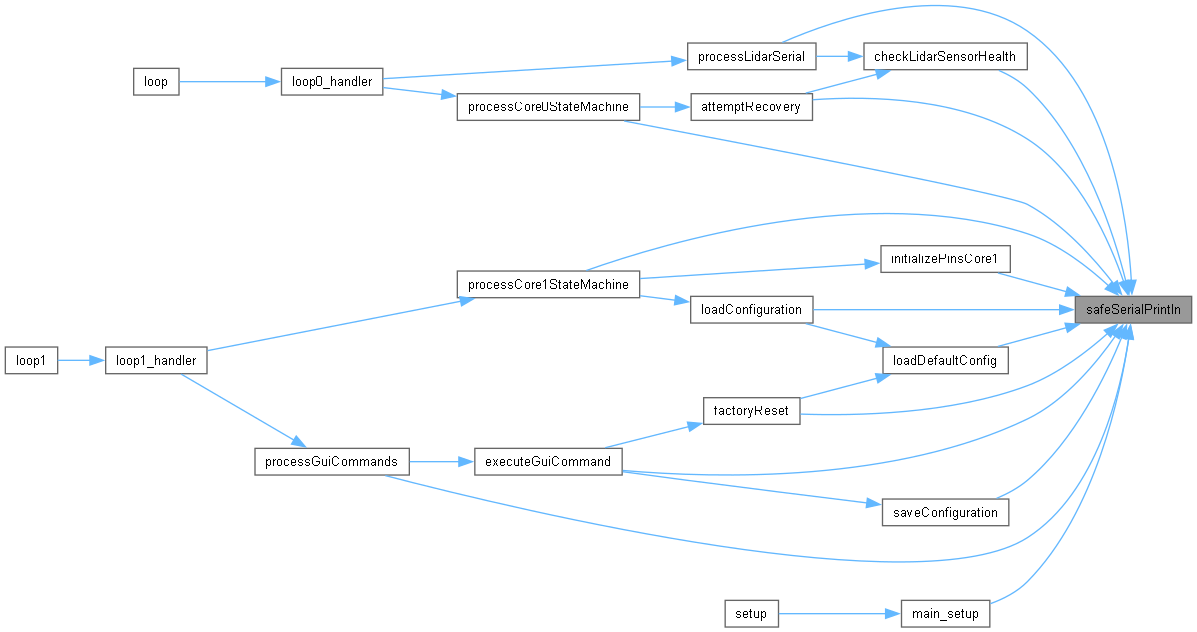 processLidarSerial
checkLidarSensorHealth
loop
loop0_handler
processCore0StateMachine
attemptRecovery
initializePinsCore1
processCore1StateMachine
loadConfiguration
safeSerialPrintln
loop1
loop1_handler
loadDefaultConfig
factoryReset
processGuiCommands
executeGuiCommand
saveConfiguration
setup
main_setup